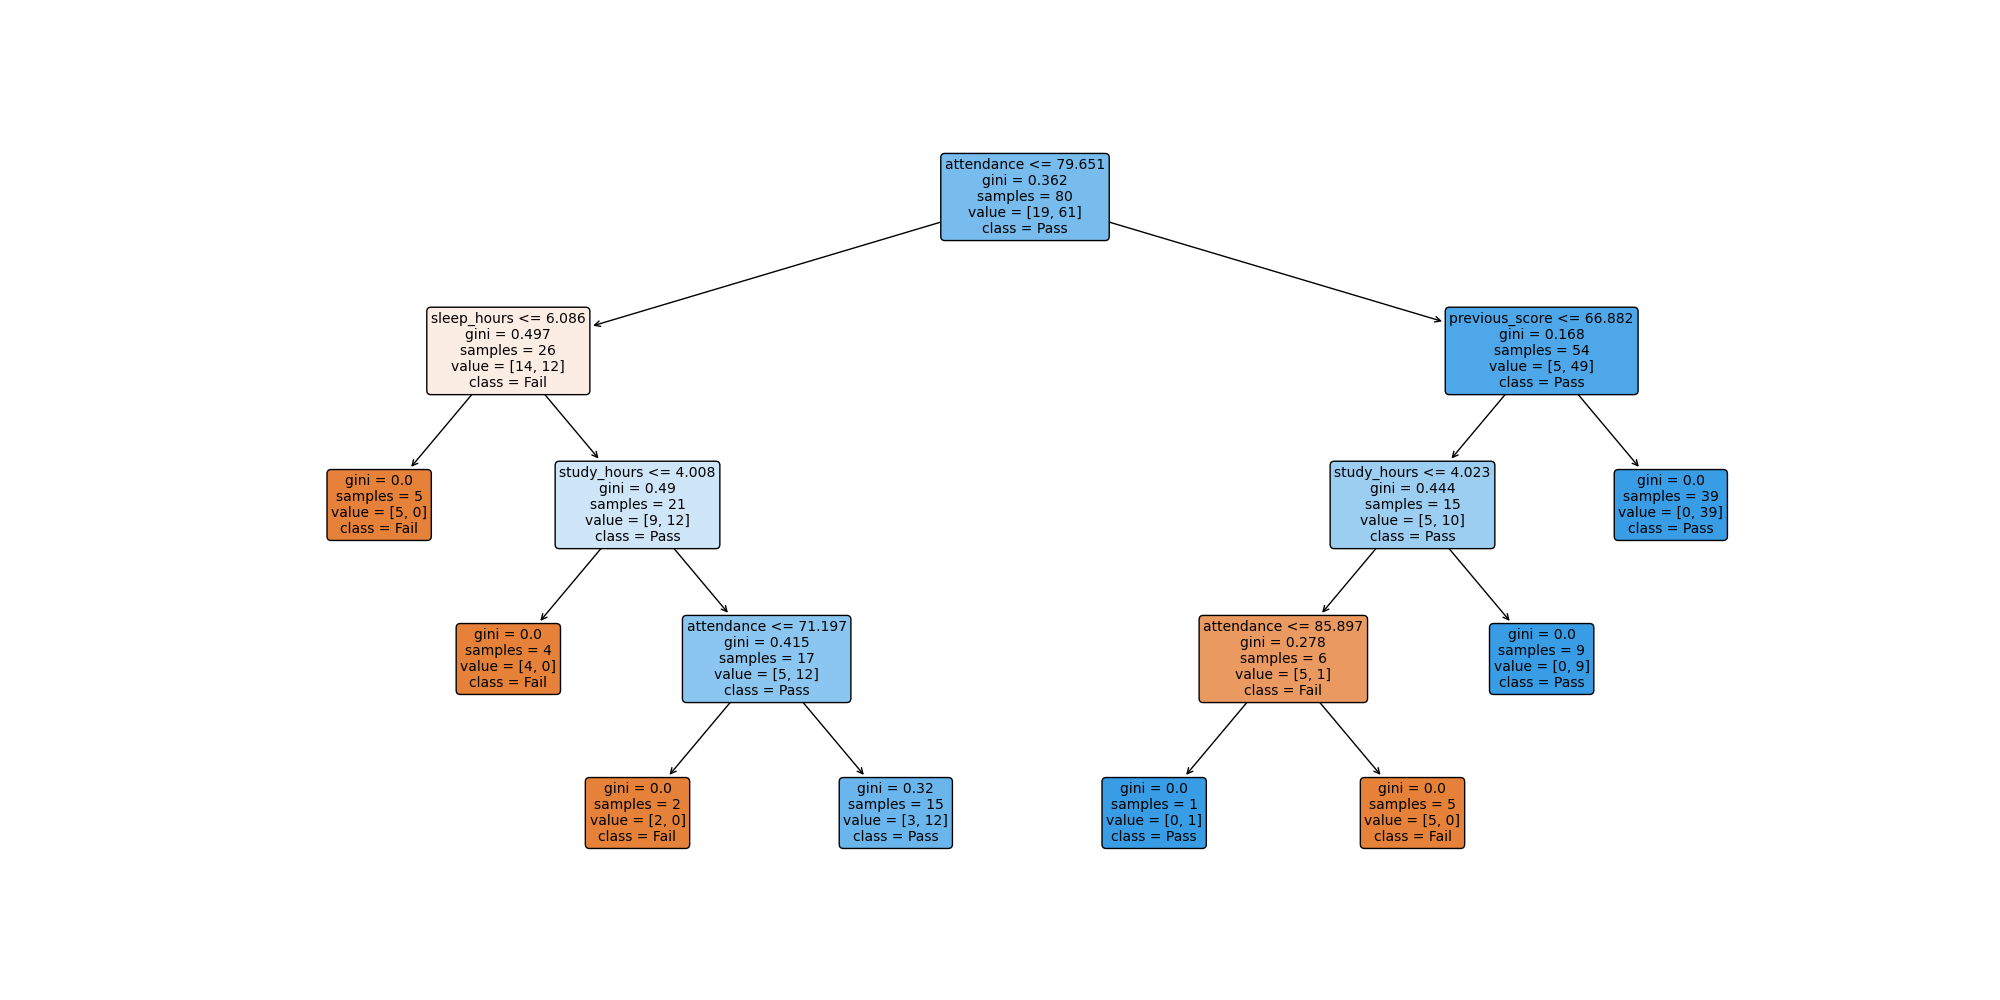 attendance <= 79.651
gini = 0.362
samples = 80
value = [19, 61]
class = Pass
sleep_hours <= 6.086
gini = 0.497
samples = 26
value = [14, 12]
class = Fail
previous_score <= 66.882
gini = 0.168
samples = 54
value = [5, 49]
class = Pass
gini = 0.0
samples = 5
value = [5, 0]
class = Fail
study_hours <= 4.008
gini = 0.49
samples = 21
value = [9, 12]
class = Pass
study_hours <= 4.023
gini = 0.444
samples = 15
value = [5, 10]
class = Pass
gini = 0.0
samples = 39
value = [0, 39]
class = Pass
gini = 0.0
samples = 4
value = [4, 0]
class = Fail
attendance <= 71.197
gini = 0.415
samples = 17
value = [5, 12]
class = Pass
attendance <= 85.897
gini = 0.278
samples = 6
value = [5, 1]
class = Fail
gini = 0.0
samples = 9
value = [0, 9]
class = Pass
gini = 0.0
samples = 2
value = [2, 0]
class = Fail
gini = 0.32
samples = 15
value = [3, 12]
class = Pass
gini = 0.0
samples = 1
value = [0, 1]
class = Pass
gini = 0.0
samples = 5
value = [5, 0]
class = Fail